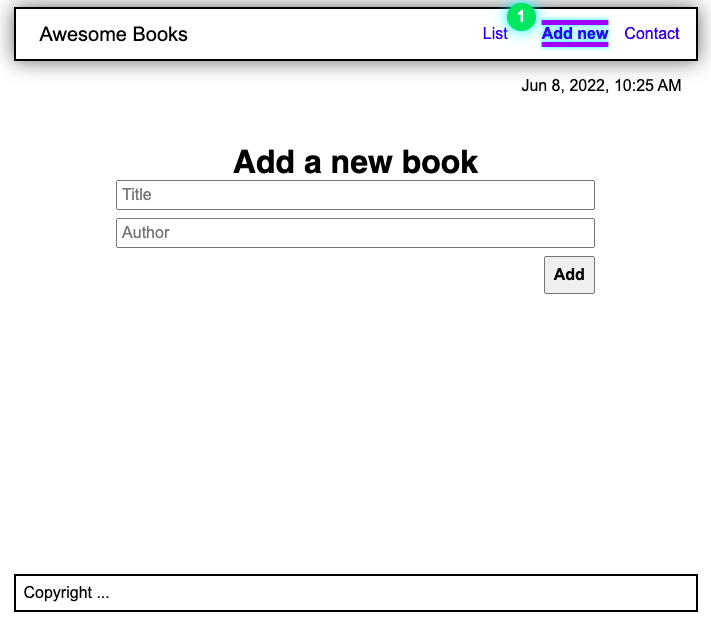 Awesome Books
List 1 Add new Contact
Jun 8, 2022, 10:25 AM
Add a new book
Title
Author
Add
Copyright ...